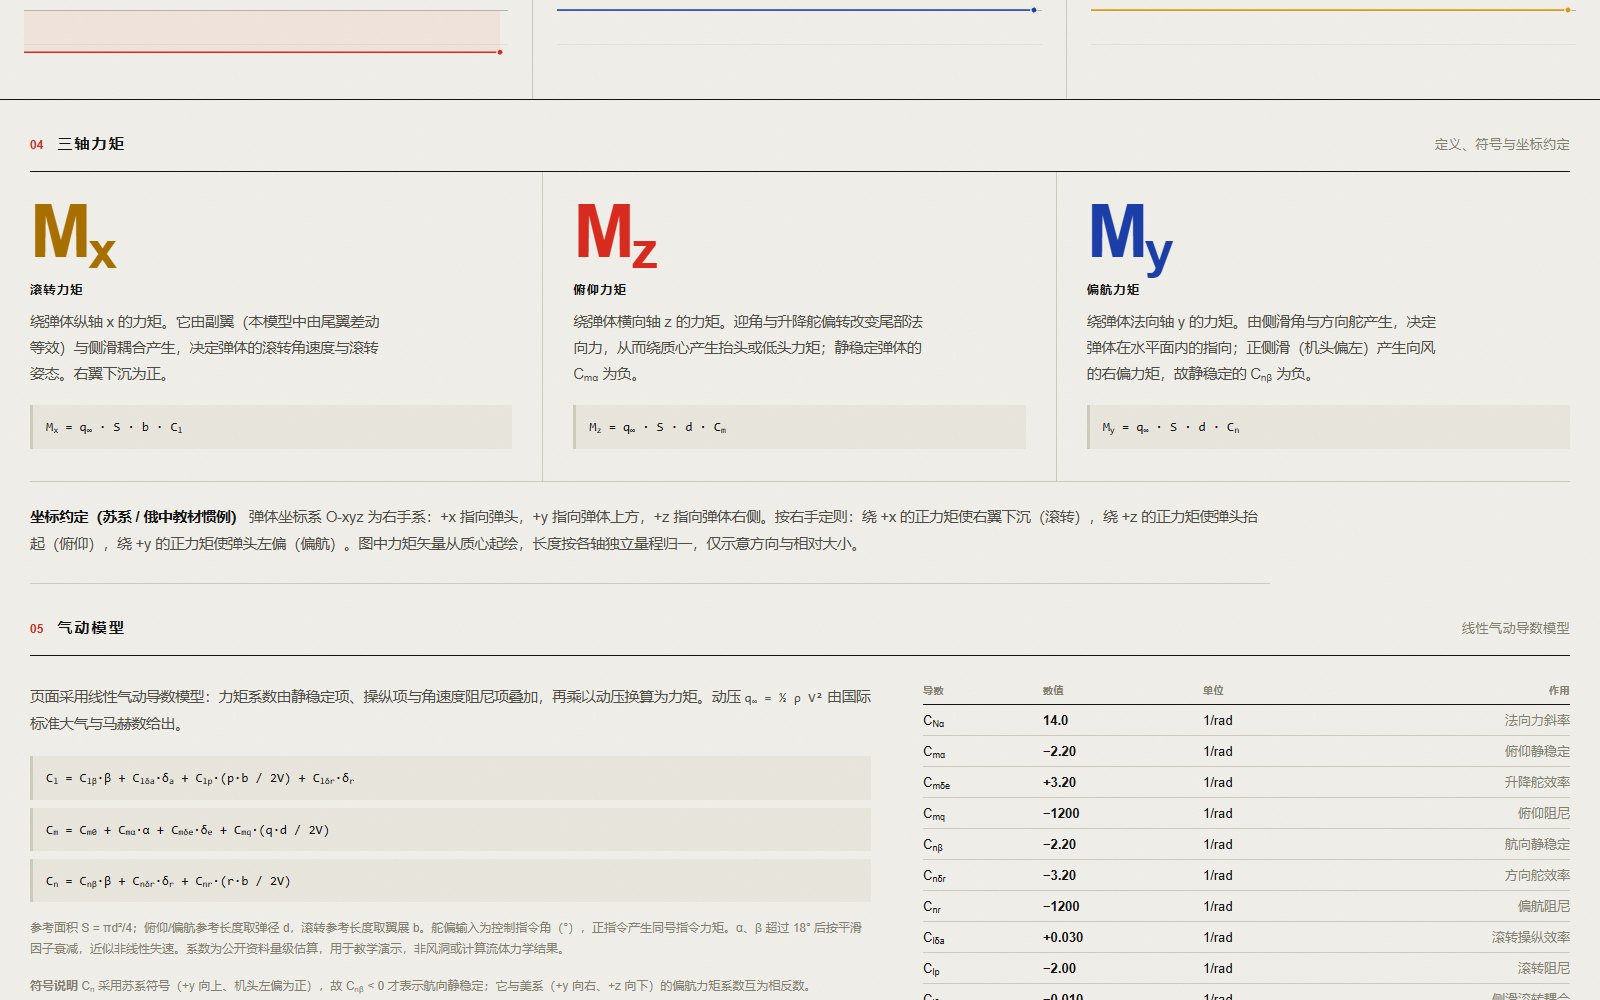 04 三轴力矩 定义、符号与坐标约定
Mx
滚转力矩
绕弹体纵轴 x 的力矩。它由副翼（本模型中由尾翼差动
等效）与侧滑耦合产生，决定弹体的滚转角速度与滚转
姿态。右翼下沉为正。
Mx = q∞ · S · b · Cl
Mz
俯仰力矩
绕弹体横向轴 z 的力矩。迎角与升降舵偏转改变尾部法
向力，从而绕质心产生抬头或低头力矩；静稳定弹体的
Cmα 为负。
Mz = q∞ · S · d · Cm
My
偏航力矩
绕弹体法向轴 y 的力矩。由侧滑角与方向舵产生，决定
弹体在水平面内的指向；正侧滑（机头偏左）产生向风
的右偏力矩，故静稳定的 Cnβ 为负。
My = q∞ · S · d · Cn
坐标约定（苏系 / 俄中教材惯例） 弹体坐标系 O-xyz 为右手系：+x 指向弹头，+y 指向弹体上方，+z 指向弹体右侧。按右手定则：绕 +x 的正力矩使右翼下沉（滚转），绕 +z 的正力矩使弹头抬
起（俯仰），绕 +y 的正力矩使弹头左偏（偏航）。图中力矩矢量从质心起绘，长度按各轴独立量程归一，仅示意方向与相对大小。
05 气动模型 线性气动导数模型
页面采用线性气动导数模型：力矩系数由静稳定项、操纵项与角速度阻尼项叠加，再乘以动压换算为力矩。动压 q∞ = ½ ρ V² 由国际
标准大气与马赫数给出。
Cl = Clβ·β + Clδa·δa + Clp·(p·b / 2V) + Clδr·δr
Cm = Cm0 + Cmα·α + Cmδe·δe + Cmq·(q·d / 2V)
Cn = Cnβ·β + Cnδr·δr + Cnr·(r·b / 2V)
参考面积 S = πd²/4；俯仰/偏航参考长度取弹径 d，滚转参考长度取翼展 b。舵偏输入为控制指令角（°），正指令产生同号指令力矩。α、β 超过 18° 后按平滑
因子衰减，近似非线性失速。系数为公开资料量级估算，用于教学演示，非风洞或计算流体力学结果。
符号说明 Cn 采用苏系符号（+y 向上、机头左偏为正），故 Cnβ < 0 才表示航向静稳定；它与美系（+y 向右、+z 向下）的偏航力矩系数互为相反数。
导数 数值 单位 作用
CNα 14.0 1/rad 法向力斜率
Cmα −2.20 1/rad 俯仰静稳定
Cmδe +3.20 1/rad 升降舵效率
Cmq −1200 1/rad 俯仰阻尼
Cnβ −2.20 1/rad 航向静稳定
Cnδr −3.20 1/rad 方向舵效率
Cnr −1200 1/rad 偏航阻尼
Clδa +0.030 1/rad 滚转操纵效率
Clp −2.00 1/rad 滚转阻尼
−0.010 1/rad 侧滑滚转耦合